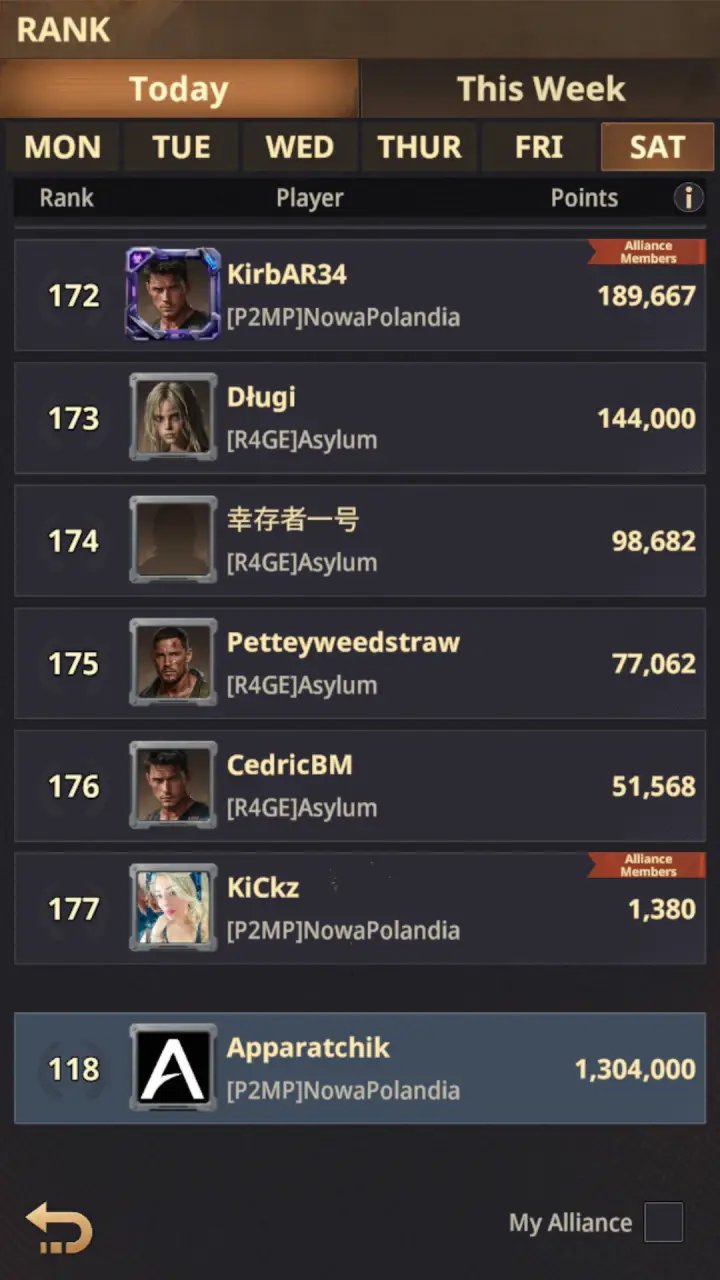 RANK
Today This Week
MON TUE WED THUR FRI SAT
Rank Player Points i
Alliance
Members
172 KirbAR34 189,667
[P2MP]NowaPolandia
173 Długi 144,000
[R4GE]Asylum
174 幸存者一号 98,682
[R4GE]Asylum
175 Petteyweedstraw 77,062
[R4GE]Asylum
176 CedricBM 51,568
[R4GE]Asylum
Alliance
Members
177 KiCkz 1,380
[P2MP]NowaPolandia
118 Apparatchik 1,304,000
[P2MP]NowaPolandia
My Alliance